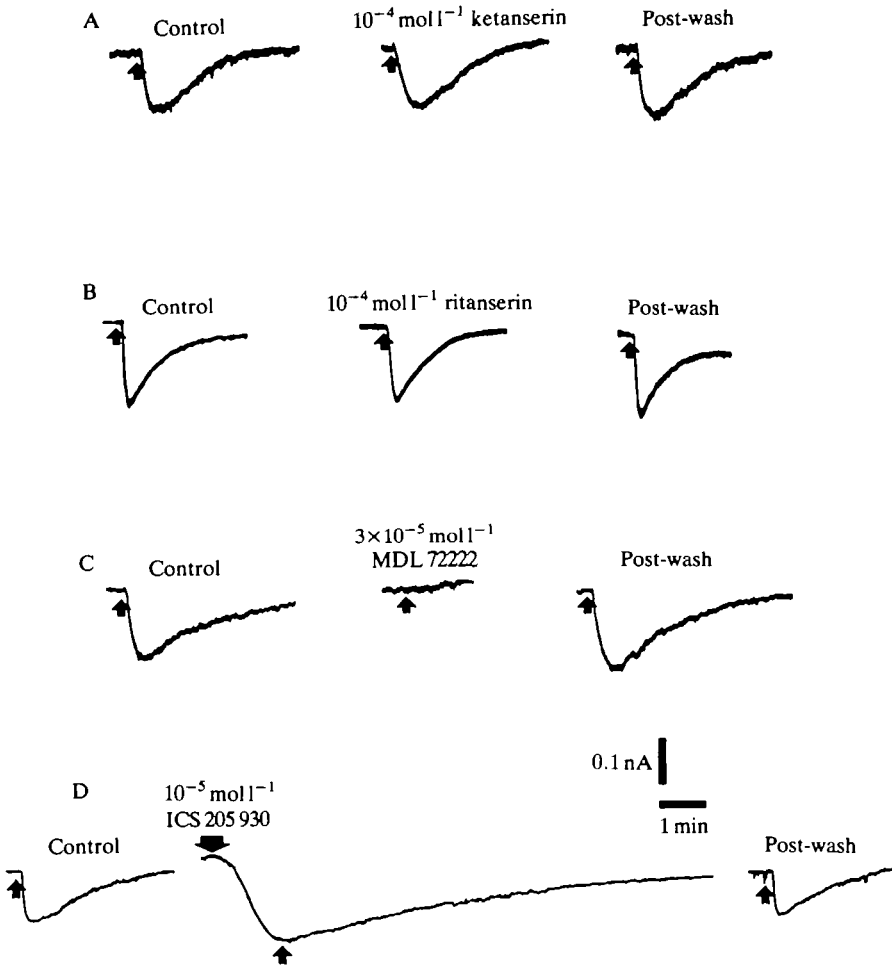 A
Control
10⁻⁴ mol l⁻¹ ketanserin
Post-wash
B
Control
10⁻⁴ mol l⁻¹ ritanserin
Post-wash
C
Control
3×10⁻⁵ mol l⁻¹
MDL 72222
Post-wash
0.1 nA
1 min
D
Control
10⁻⁵ mol l⁻¹
ICS 205 930
Post-wash